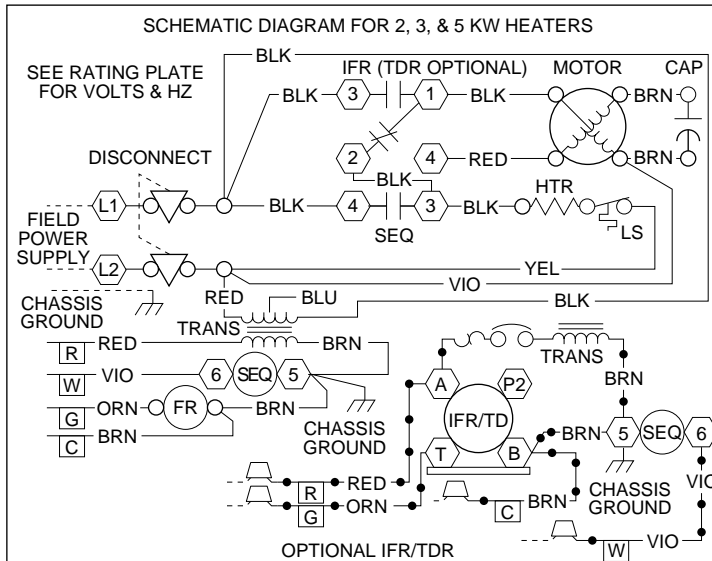 SCHEMATIC DIAGRAM FOR 2, 3, & 5 KW HEATERS
BLK
SEE RATING PLATE
FOR VOLTS & HZ
IFR (TDR OPTIONAL)
MOTOR
CAP
BLK
3
1
BLK
BRN
DISCONNECT
2
4
RED
BRN
BLK
HTR
L1
BLK
4
3
BLK
SEQ
LS
FIELD
POWER
SUPPLY
L2
YEL
VIO
RED
BLU
BLK
CHASSIS
GROUND
TRANS
RED
BRN
R
TRANS
VIO
6
SEQ
5
W
A
P2
BRN
ORN
FR
BRN
G
IFR/TD
BRN
C
CHASSIS
GROUND
T
B
BRN
5
SEQ
6
RED
R
CHASSIS
GROUND
VIO
ORN
G
C
BRN
OPTIONAL IFR/TDR
W
VIO